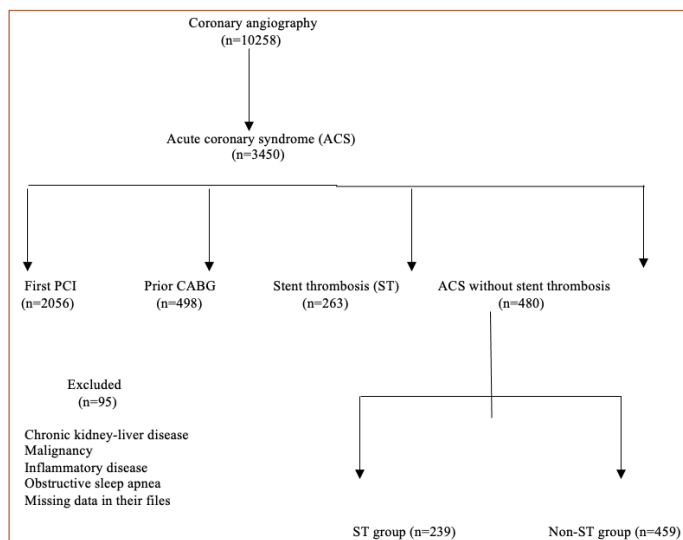 Coronary angiography
(n=10258)
Acute coronary syndrome (ACS)
(n=3450)
First PCI
(n=2056)
Prior CABG
(n=498)
Stent thrombosis (ST)
(n=263)
ACS without stent thrombosis
(n=480)
Excluded
(n=95)
Chronic kidney-liver disease
Malignancy
Inflammatory disease
Obstructive sleep apnea
Missing data in their files
ST group (n=239)
Non-ST group (n=459)